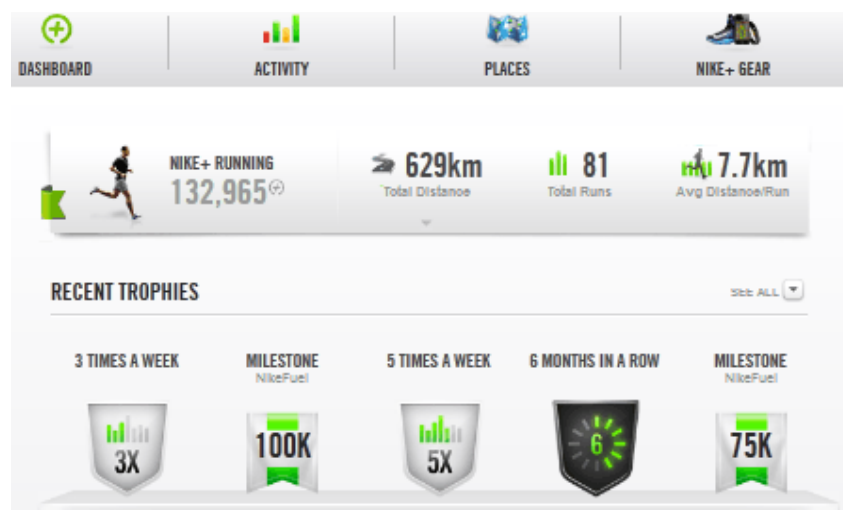 DASHBOARD
ACTIVITY
PLACES
NIKE+ GEAR
NIKE+ RUNNING
132,965
629km
Total Distance
81
Total Runs
7.7km
Avg Distance/Run
RECENT TROPHIES
SEE ALL
3 TIMES A WEEK
MILESTONE
NikeFuel
5 TIMES A WEEK
6 MONTHS IN A ROW
MILESTONE
NikeFuel
3X
100K
5X
6
75K